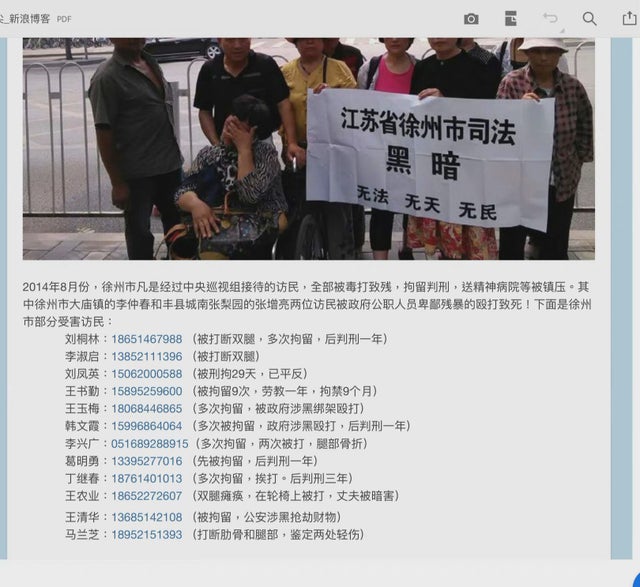 _新浪博客 PDF
江苏省徐州市司法
黑暗
无法 无天 无民
2014年8月份，徐州市凡是经过中央巡视组接待的访民，全部被毒打致残，拘留判刑，送精神病院等被镇压。其
中徐州市大庙镇的李仲春和丰县城南张梨园的张增亮两位访民被政府公职人员卑鄙残暴的殴打致死！下面是徐州
市部分受害访民：
刘桐林：18651467988 （被打断双腿，多次拘留，后判刑一年）
李淑启：13852111396 （被打断双腿）
刘凤英：15062000588 （被刑拘29天，已平反）
王书勤：15895259600 （被拘留9次，劳教一年，拘禁9个月）
王玉梅：18068446865 （多次拘留，被政府涉黑绑架殴打）
韩文霞：15996864064 （多次被拘留，政府涉黑殴打，后判刑一年）
李兴广：051689288915（多次拘留，两次被打，腿部骨折）
葛明勇：13395277016 （先被拘留，后判刑一年）
丁继春：18761401013 （多次拘留，挨打。后判刑三年）
王农业：18652272607 （双腿瘫痪，在轮椅上被打，丈夫被暗害）
王清华：13685142108 （被拘留，公安涉黑抢劫财物）
马兰芝：18952151393 （打断肋骨和腿部，鉴定两处轻伤）